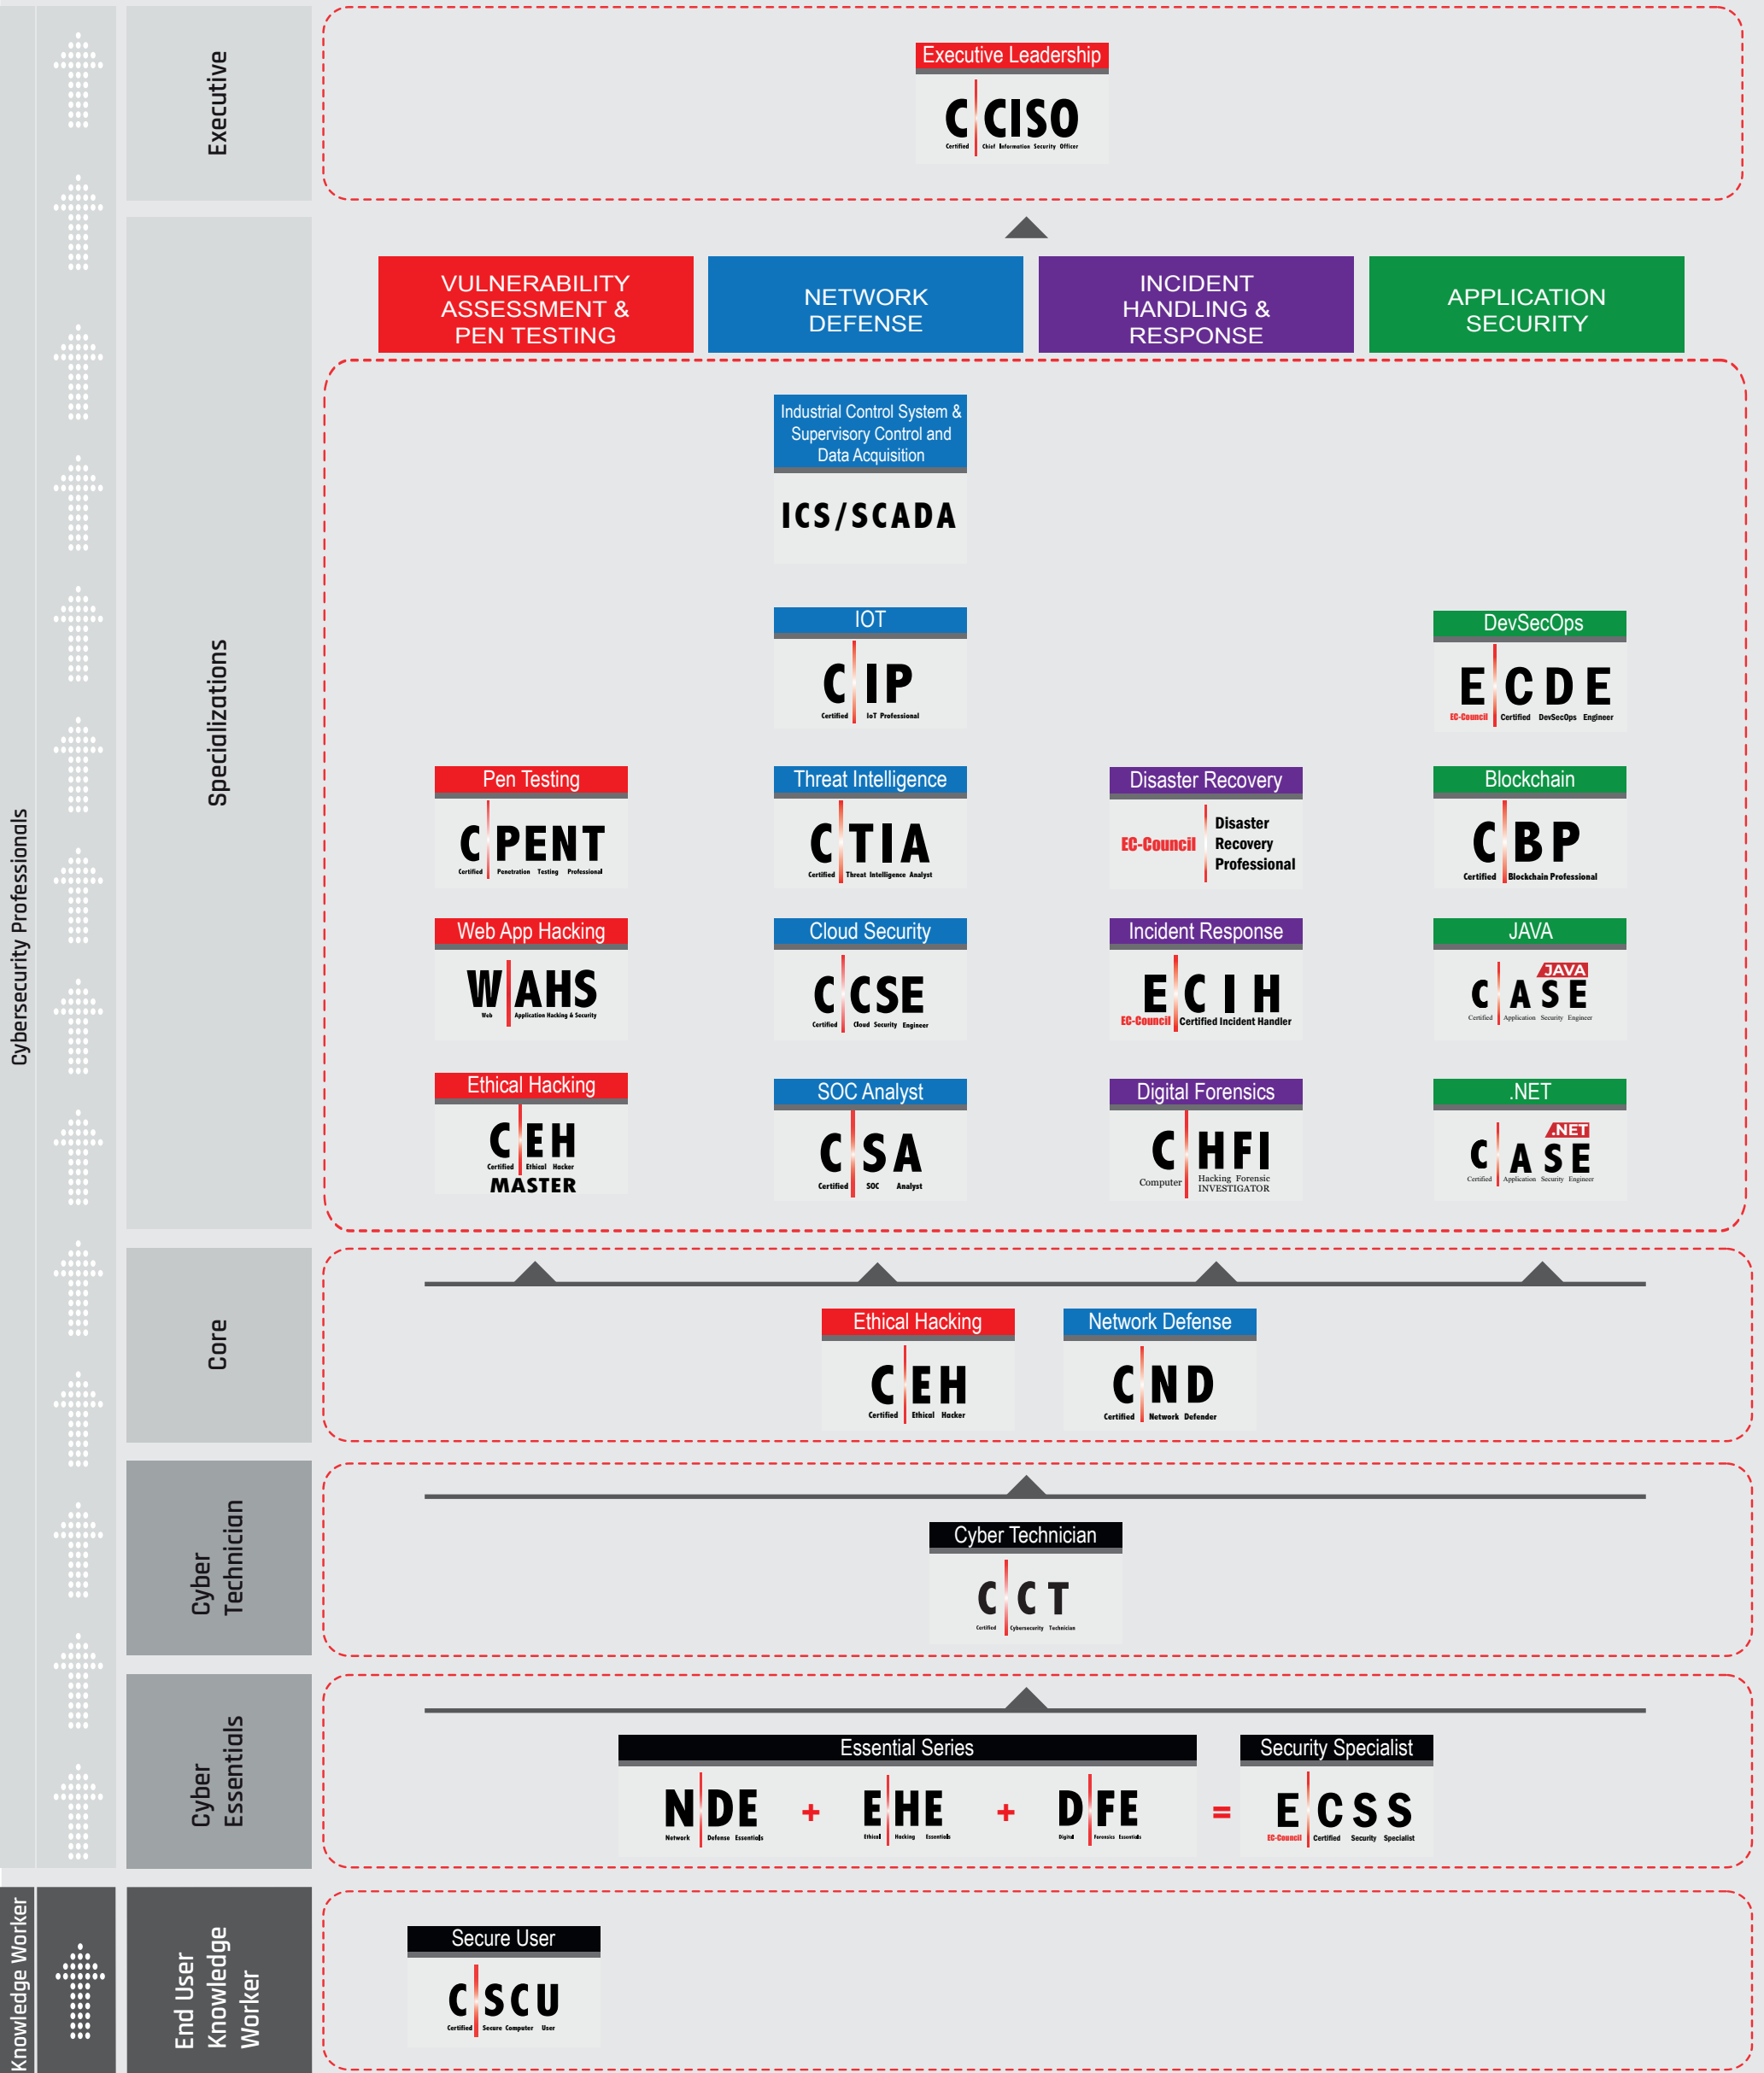 Cybersecurity Professionals
Knowledge Worker
Executive
Executive Leadership
C CISO
Certified Chief Information Security Officer
Specializations
VULNERABILITY
ASSESSMENT &
PEN TESTING
NETWORK
DEFENSE
INCIDENT
HANDLING &
RESPONSE
APPLICATION
SECURITY
Industrial Control System &
Supervisory Control and
Data Acquisition
ICS/SCADA
IOT
C IP
Certified IoT Professional
DevSecOps
E CDE
EC-Council Certified DevSecOps Engineer
Pen Testing
C PENT
Certified Penetration Testing Professional
Threat Intelligence
C TIA
Certified Threat Intelligence Analyst
Disaster Recovery
EC-Council
Disaster
Recovery
Professional
Blockchain
C BP
Certified Blockchain Professional
Web App Hacking
W AHS
Web Application Hacking & Security
Cloud Security
C CSE
Certified Cloud Security Engineer
Incident Response
E CIH
EC-Council Certified Incident Handler
JAVA
JAVA
C ASE
Certified Application Security Engineer
Ethical Hacking
C EH
Certified Ethical Hacker
MASTER
SOC Analyst
C SA
Certified SOC Analyst
Digital Forensics
C HFI
Computer Hacking Forensic
INVESTIGATOR
.NET
.NET
C ASE
Certified Application Security Engineer
Core
Ethical Hacking
C EH
Certified Ethical Hacker
Network Defense
C ND
Certified Network Defender
Cyber
Technician
Cyber Technician
C CT
Certified Cybersecurity Technician
Cyber
Essentials
Essential Series
N DE + E HE + D FE
Network Defense Essentials
Ethical Hacking Essentials
Digital Forensics Essentials
=
Security Specialist
E CSS
EC-Council Certified Security Specialist
End User
Knowledge
Worker
Secure User
C SCU
Certified Secure Computer User